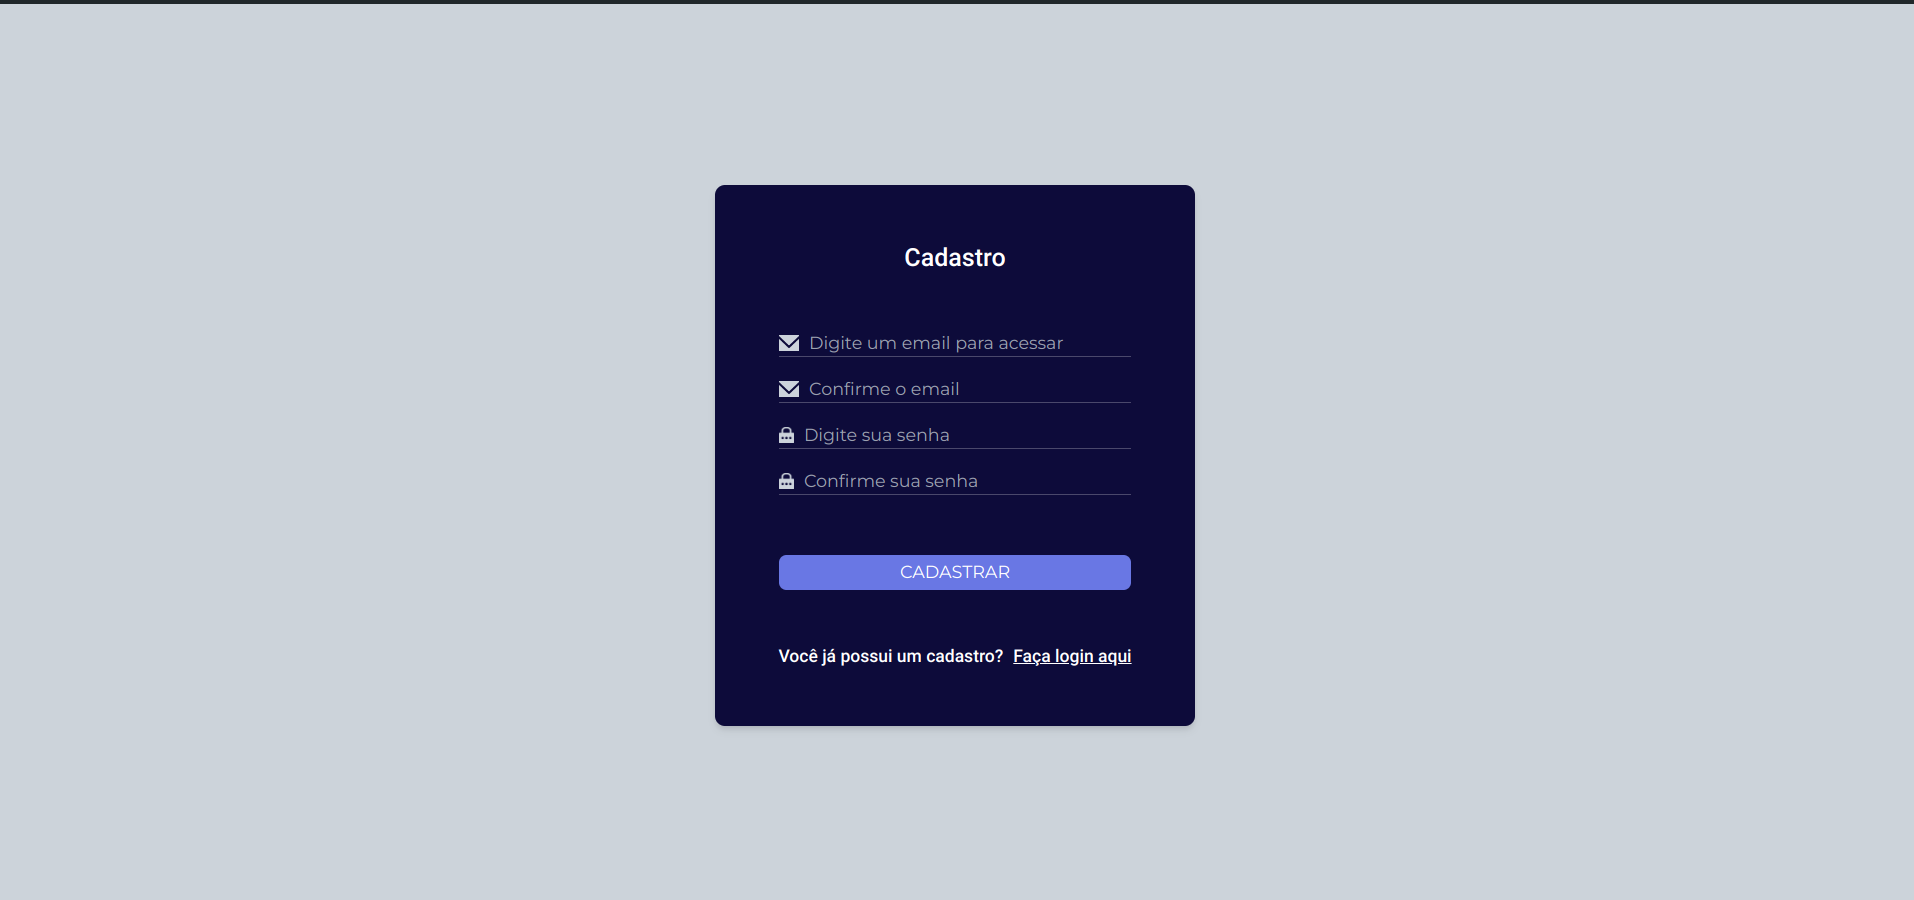 Cadastro
Digite um email para acessar
Confirme o email
Digite sua senha
Confirme sua senha
CADASTRAR
Você já possui um cadastro? Faça login aqui